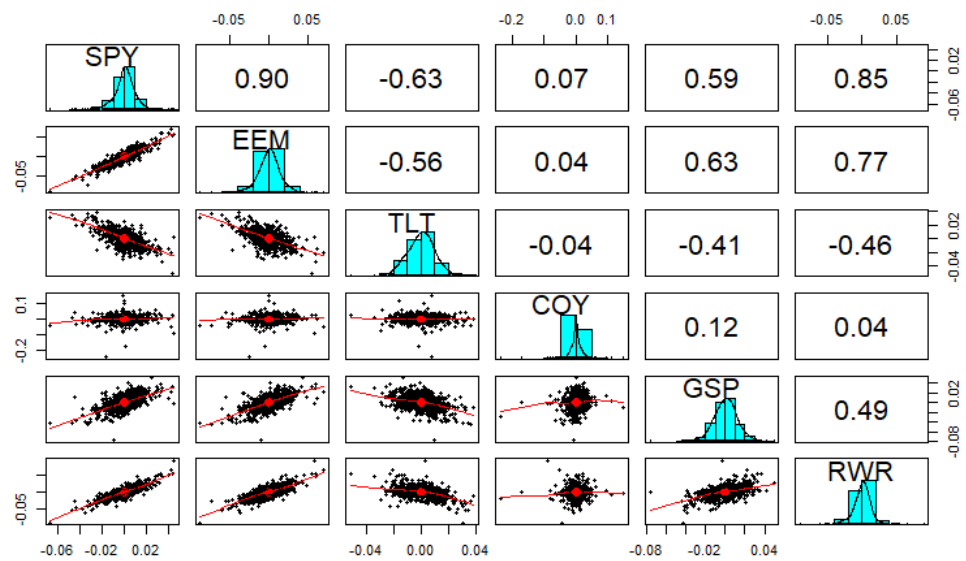 -0.05 0.05 -0.2 0.0 0.1 -0.05 0.05
SPY 0.90 -0.63 0.07 0.59 0.85 -0.06 0.02
-0.05 EEM -0.56 0.04 0.63 0.77
TLT -0.04 -0.41 -0.46 -0.04 0.02
-0.2 0.1 COY 0.12 0.04
GSP 0.49 -0.08 0.02
-0.05 RWR
-0.06 -0.02 0.02 -0.04 0.00 0.04 -0.08 -0.02 0.04